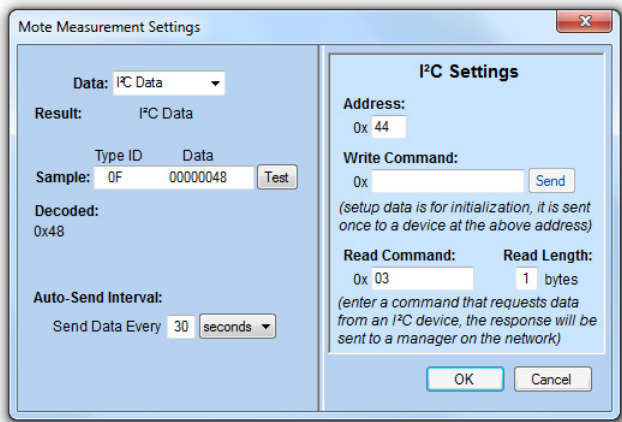 Mote Measurement Settings
Data: I²C Data
Result: I²C Data
Type ID Data
Sample: 0F 00000048 Test
Decoded:
0x48
Auto-Send Interval:
Send Data Every 30 seconds
I²C Settings
Address:
0x 44
Write Command:
0x Send
(setup data is for initialization, it is sent
once to a device at the above address)
Read Command: Read Length:
0x 03 1 bytes
(enter a command that requests data
from an I²C device, the response will be
sent to a manager on the network)
OK Cancel